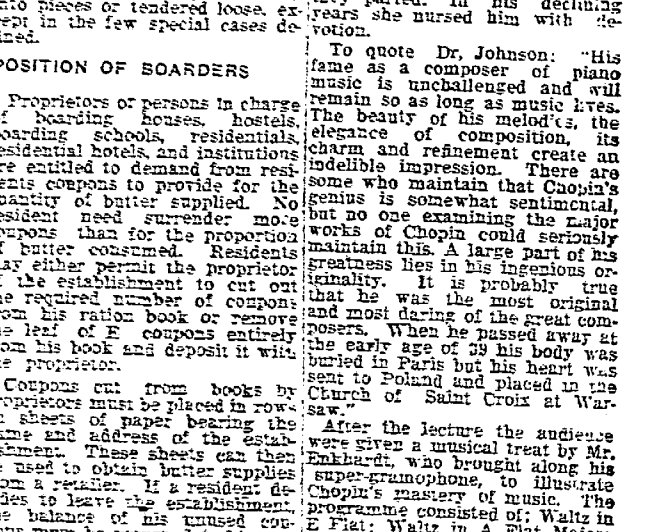 pieces or tendered loose, ex-
cept in the few special cases de-
POSITION OF BOARDERS
Proprietors or persons in charge
boarding houses, hostels,
boarding schools, residentials,
residential hotels, and institutions
are entitled to demand from resi-
dents coupons to provide for the
quantity of butter supplied. No
resident need surrender more
coupons than for the proportion
butter consumed. Residents
may either permit the proprietor
the establishment to cut out
the required number of coupons
from his ration book or remove
the leaf of E coupons entirely
from his book and deposit it with
the proprietor.
Coupons cut from books by
proprietors must be placed in rows
sheets of paper bearing the
name and address of the estab-
lishment. These sheets can then
used to obtain butter supplies
from a retailer. If a resident de-
to leave the establishment,
balance of his unused cou-
In his declining
years she nursed him with de-
votion.
To quote Dr. Johnson: "His
fame as a composer of piano
music is unchallenged and will
remain so as long as music lives.
The beauty of his melodies, the
elegance of composition, its
charm and refinement create an
indelible impression. There are
some who maintain that Chopin's
genius is somewhat sentimental,
but no one examining the major
works of Chopin could seriously
maintain this. A large part of his
greatness lies in his ingenious or-
iginality. It is probably true
that he was the most original
and most daring of the great com-
posers. When he passed away at
the early age of 39 his body was
buried in Paris but his heart was
sent to Poland and placed in the
Church of Saint Croix at War-
saw."
After the lecture the audience
were given a musical treat by Mr.
Enkhardt, who brought along his
super-gramophone, to illustrate
Chopin's mastery of music. The
programme consisted of: Waltz in
E Flat; Waltz in A Flat Major